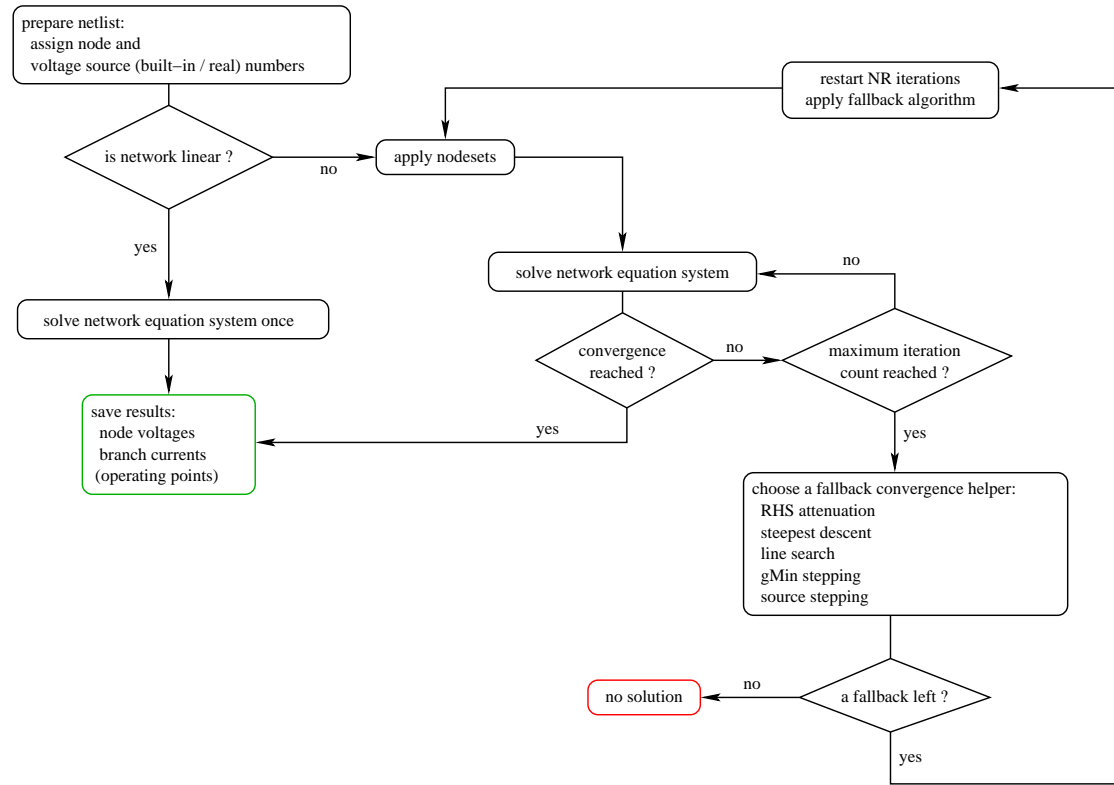 prepare netlist:
assign node and
voltage source (built−in / real) numbers
restart NR iterations
apply fallback algorithm
is network linear ?
no
apply nodesets
yes
solve network equation system
no
solve network equation system once
convergence
reached ?
no
maximum iteration
count reached ?
save results:
node voltages
branch currents
(operating points)
yes
yes
choose a fallback convergence helper:
RHS attenuation
steepest descent
line search
gMin stepping
source stepping
no solution
no
a fallback left ?
yes